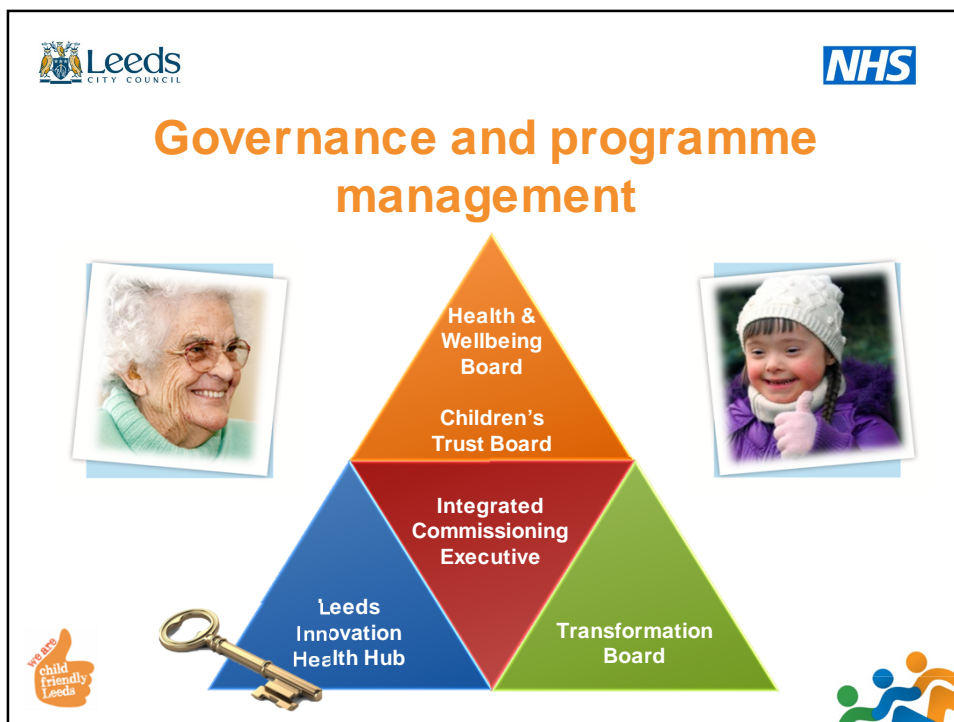 Leeds
CITY COUNCIL
NHS
Governance and programme
management
Health &
Wellbeing
Board
Children's
Trust Board
Integrated
Commissioning
Executive
Leeds
Innovation
Health Hub
Transformation
Board
we are
child
friendly
Leeds